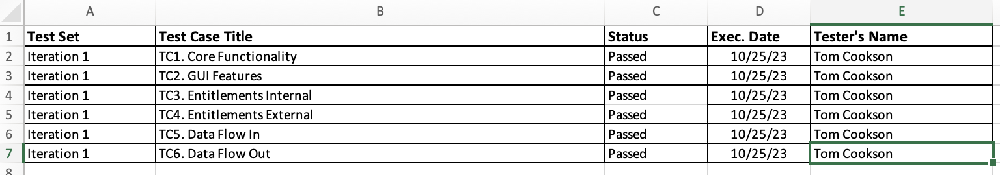 A B C D E
1 Test Set Test Case Title Status Exec. Date Tester's Name
2 Iteration 1 TC1. Core Functionality Passed 10/25/23 Tom Cookson
3 Iteration 1 TC2. GUI Features Passed 10/25/23 Tom Cookson
4 Iteration 1 TC3. Entitlements Internal Passed 10/25/23 Tom Cookson
5 Iteration 1 TC4. Entitlements External Passed 10/25/23 Tom Cookson
6 Iteration 1 TC5. Data Flow In Passed 10/25/23 Tom Cookson
7 Iteration 1 TC6. Data Flow Out Passed 10/25/23 Tom Cookson
8